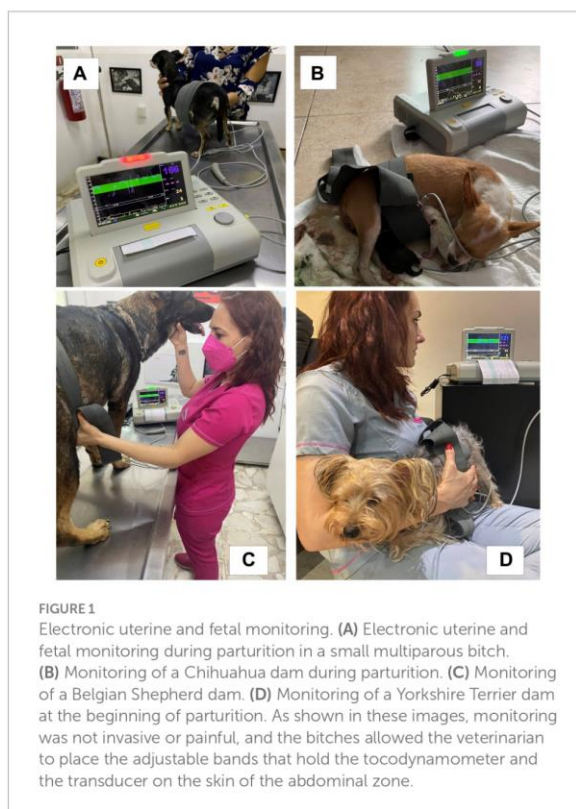 A
B
C
D
FIGURE 1
Electronic uterine and fetal monitoring. (A) Electronic uterine and
fetal monitoring during parturition in a small multiparous bitch.
(B) Monitoring of a Chihuahua dam during parturition. (C) Monitoring
of a Belgian Shepherd dam. (D) Monitoring of a Yorkshire Terrier dam
at the beginning of parturition. As shown in these images, monitoring
was not invasive or painful, and the bitches allowed the veterinarian
to place the adjustable bands that hold the tocodynamometer and
the transducer on the skin of the abdominal zone.